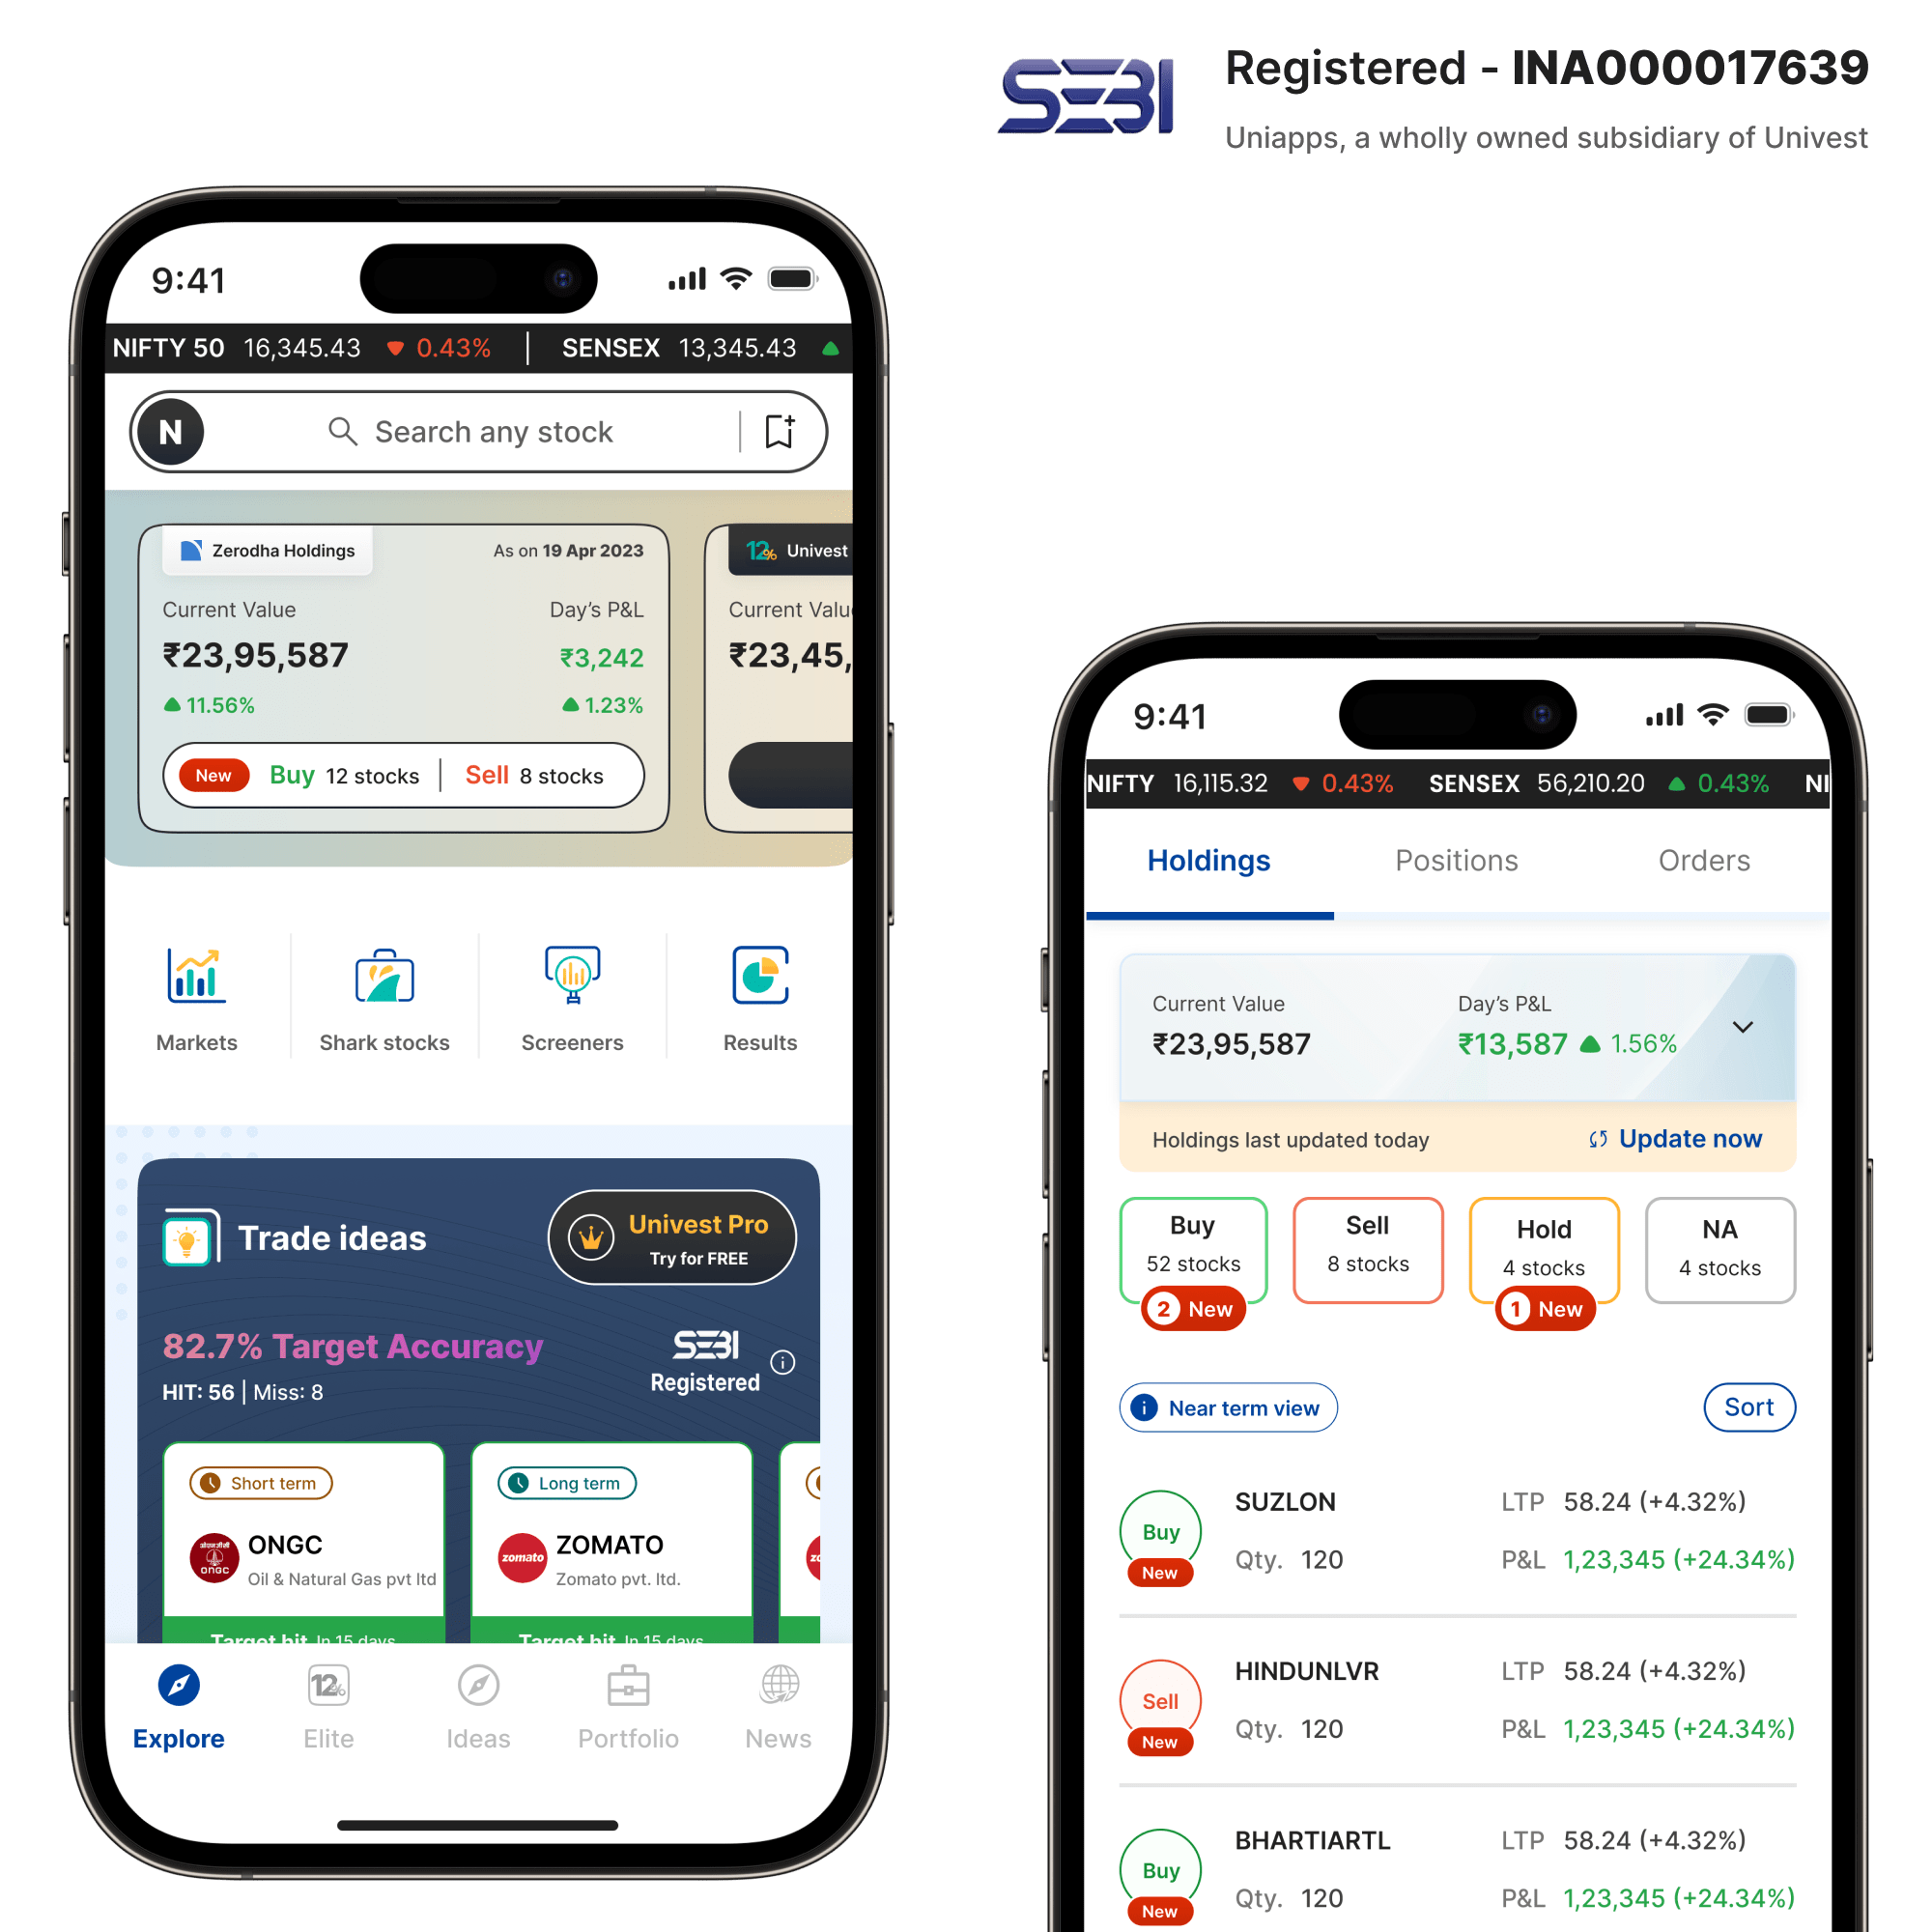 SEBI
Registered - INA000017639
Uniapps, a wholly owned subsidiary of Univest
9:41
NIFTY 50 16,345.43 0.43% | SENSEX 13,345.43
N Search any stock
Zerodha Holdings As on 19 Apr 2023
Current Value Day's P&L
₹23,95,587 ₹3,242
11.56% 1.23%
New Buy 12 stocks | Sell 8 stocks
12% Univest
Current Valu
₹23,45,
Markets Shark stocks Screeners Results
Trade ideas
Univest Pro
Try for FREE
82.7% Target Accuracy
HIT: 56 | Miss: 8
SEBI
Registered
Short term
ONGC
Oil & Natural Gas pvt ltd
Target hit In 15 days
Long term
zomato
ZOMATO
Zomato pvt. ltd.
Target hit In 15 days
Explore 12% Elite Ideas Portfolio News
9:41
NIFTY 16,115.32 0.43% SENSEX 56,210.20 0.43% NI
Holdings Positions Orders
Current Value Day's P&L
₹23,95,587 ₹13,587 1.56%
Holdings last updated today Update now
Buy
52 stocks
2 New
Sell
8 stocks
Hold
4 stocks
1 New
NA
4 stocks
Near term view Sort
Buy
New
SUZLON LTP 58.24 (+4.32%)
Qty. 120 P&L 1,23,345 (+24.34%)
Sell
New
HINDUNLVR LTP 58.24 (+4.32%)
Qty. 120 P&L 1,23,345 (+24.34%)
Buy
New
BHARTIARTL LTP 58.24 (+4.32%)
Qty. 120 P&L 1,23,345 (+24.34%)